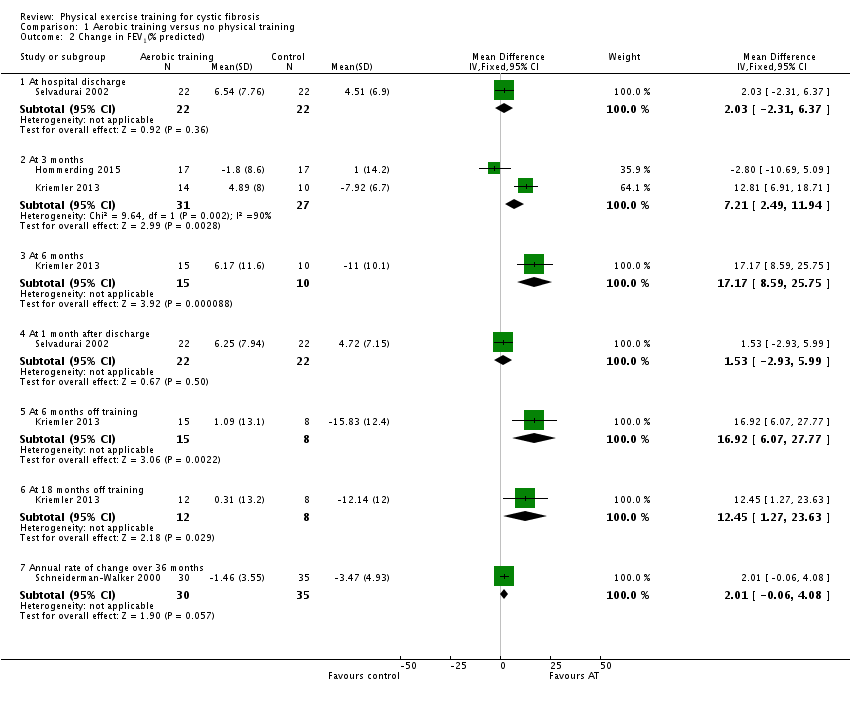 Review: Physical exercise training for cystic fibrosis
Comparison: 1 Aerobic training versus no physical training
Outcome: 2 Change in FEV1(% predicted)
Study or subgroup Aerobic training Control Mean Difference Weight Mean Difference
N Mean(SD) N Mean(SD) IV,Fixed,95% CI IV,Fixed,95% CI
1 At hospital discharge
Selvadurai 2002 22 6.54 (7.76) 22 4.51 (6.9) 100.0 % 2.03 [ -2.31, 6.37 ]
Subtotal (95% CI) 22 22 100.0 % 2.03 [ -2.31, 6.37 ]
Heterogeneity: not applicable
Test for overall effect: Z = 0.92 (P = 0.36)
2 At 3 months
Hommerding 2015 17 -1.8 (8.6) 17 1 (14.2) 35.9 % -2.80 [ -10.69, 5.09 ]
Kriemler 2013 14 4.89 (8) 10 -7.92 (6.7) 64.1 % 12.81 [ 6.91, 18.71 ]
Subtotal (95% CI) 31 27 100.0 % 7.21 [ 2.49, 11.94 ]
Heterogeneity: Chi² = 9.64, df = 1 (P = 0.002); I² =90%
Test for overall effect: Z = 2.99 (P = 0.0028)
3 At 6 months
Kriemler 2013 15 6.17 (11.6) 10 -11 (10.1) 100.0 % 17.17 [ 8.59, 25.75 ]
Subtotal (95% CI) 15 10 100.0 % 17.17 [ 8.59, 25.75 ]
Heterogeneity: not applicable
Test for overall effect: Z = 3.92 (P = 0.000088)
4 At 1 month after discharge
Selvadurai 2002 22 6.25 (7.94) 22 4.72 (7.15) 100.0 % 1.53 [ -2.93, 5.99 ]
Subtotal (95% CI) 22 22 100.0 % 1.53 [ -2.93, 5.99 ]
Heterogeneity: not applicable
Test for overall effect: Z = 0.67 (P = 0.50)
5 At 6 months off training
Kriemler 2013 15 1.09 (13.1) 8 -15.83 (12.4) 100.0 % 16.92 [ 6.07, 27.77 ]
Subtotal (95% CI) 15 8 100.0 % 16.92 [ 6.07, 27.77 ]
Heterogeneity: not applicable
Test for overall effect: Z = 3.06 (P = 0.0022)
6 At 18 months off training
Kriemler 2013 12 0.31 (13.2) 8 -12.14 (12) 100.0 % 12.45 [ 1.27, 23.63 ]
Subtotal (95% CI) 12 8 100.0 % 12.45 [ 1.27, 23.63 ]
Heterogeneity: not applicable
Test for overall effect: Z = 2.18 (P = 0.029)
7 Annual rate of change over 36 months
Schneiderman-Walker 2000 30 -1.46 (3.55) 35 -3.47 (4.93) 100.0 % 2.01 [ -0.06, 4.08 ]
Subtotal (95% CI) 30 35 100.0 % 2.01 [ -0.06, 4.08 ]
Heterogeneity: not applicable
Test for overall effect: Z = 1.90 (P = 0.057)
-50 -25 0 25 50
Favours control Favours AT